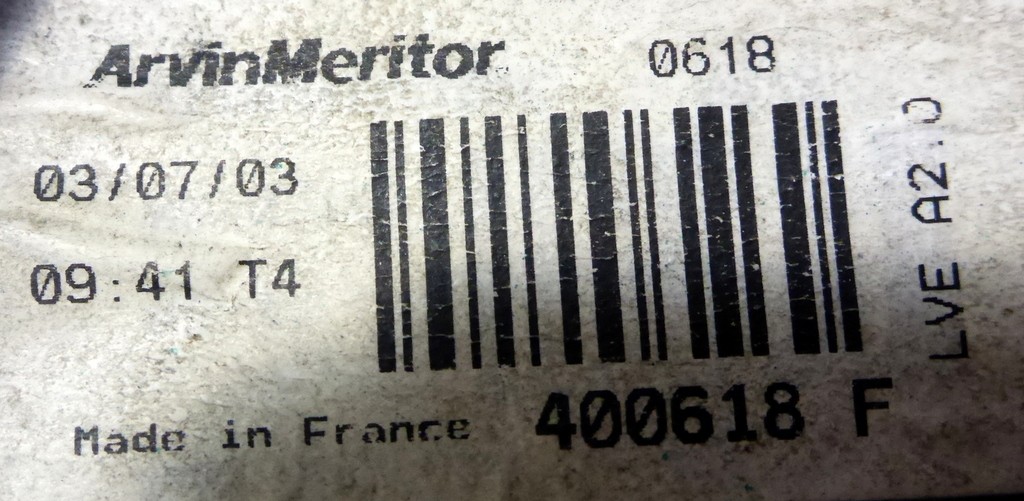 ArvinMeritor 0618
03/07/03
09:41 T4
LVE A2.0
Made in France 400618 F